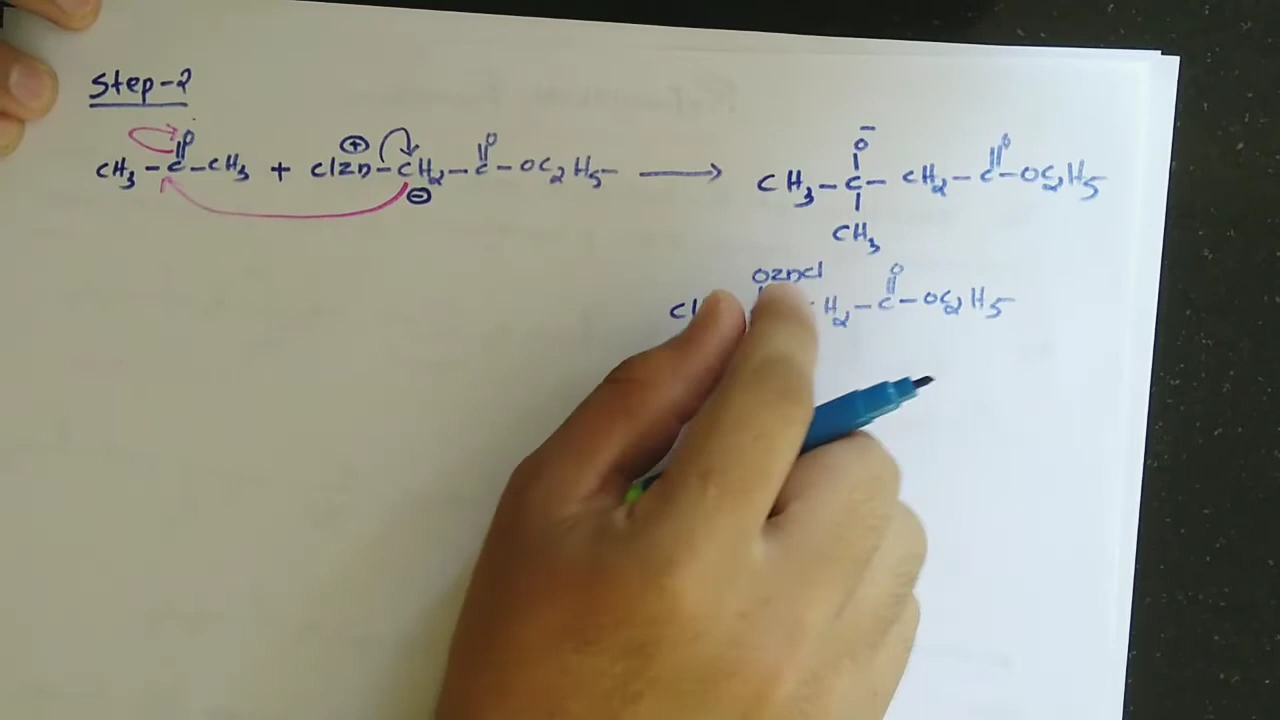 Step-2
O O O⁻ O
CH₃-C-CH₃ + ClZn-CH₂-C-OC₂H₅- ⟶ CH₃-C-CH₂-C-OC₂H₅
⊕ ⊖
CH₃
OZnCl O
H₂-C-OC₂H₅